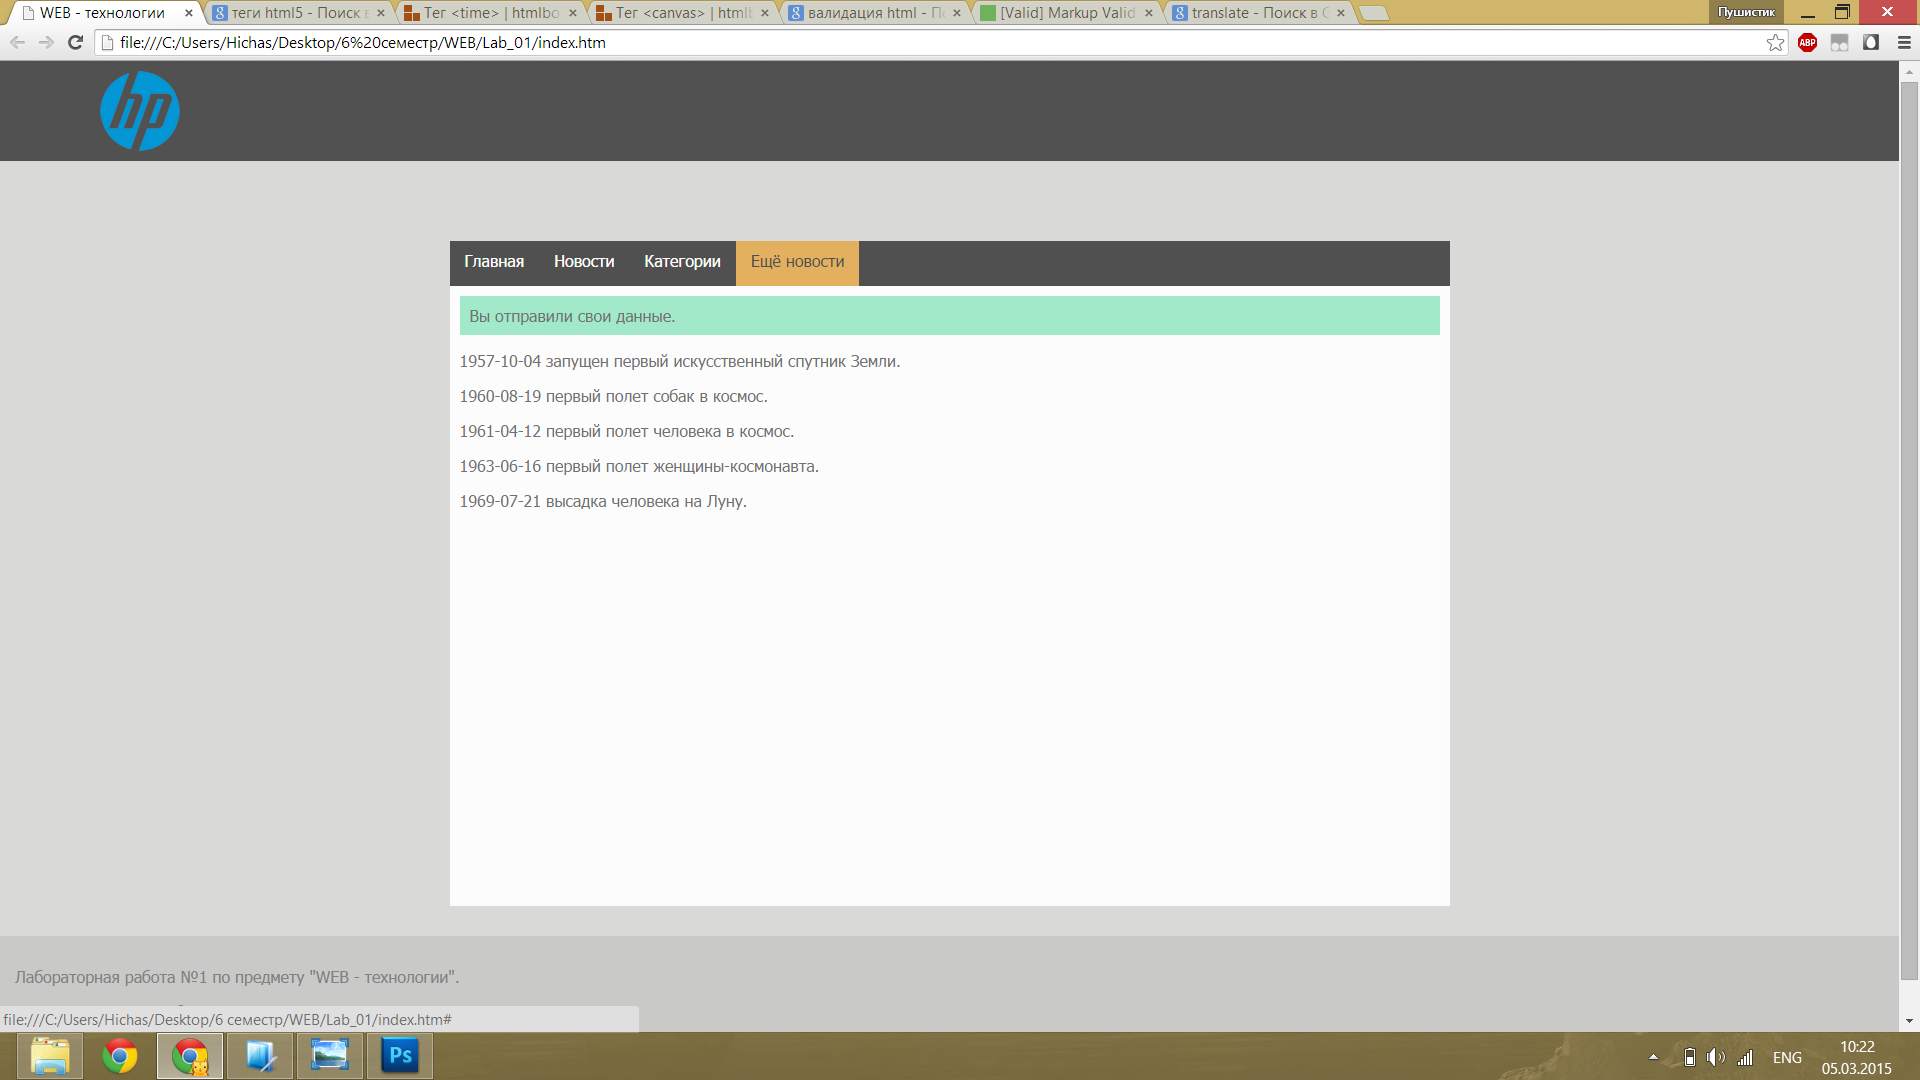 WEB - технологии
теги html5 - Поиск в
Тег <time> | htmlbo
Тег <canvas> | htmlb
валидация html - По
[Valid] Markup Valid
translate - Поиск в G
Пушистик
file:///C:/Users/Hichas/Desktop/6%20семестр/WEB/Lab_01/index.htm
ABP
hp
Главная Новости Категории Ещё новости
Вы отправили свои данные.
1957-10-04 запущен первый искусственный спутник Земли.
1960-08-19 первый полет собак в космос.
1961-04-12 первый полет человека в космос.
1963-06-16 первый полет женщины-космонавта.
1969-07-21 высадка человека на Луну.
Лабораторная работа №1 по предмету "WEB - технологии".
file:///C:/Users/Hichas/Desktop/6 семестр/WEB/Lab_01/index.htm#
Ps
ENG
10:22
05.03.2015